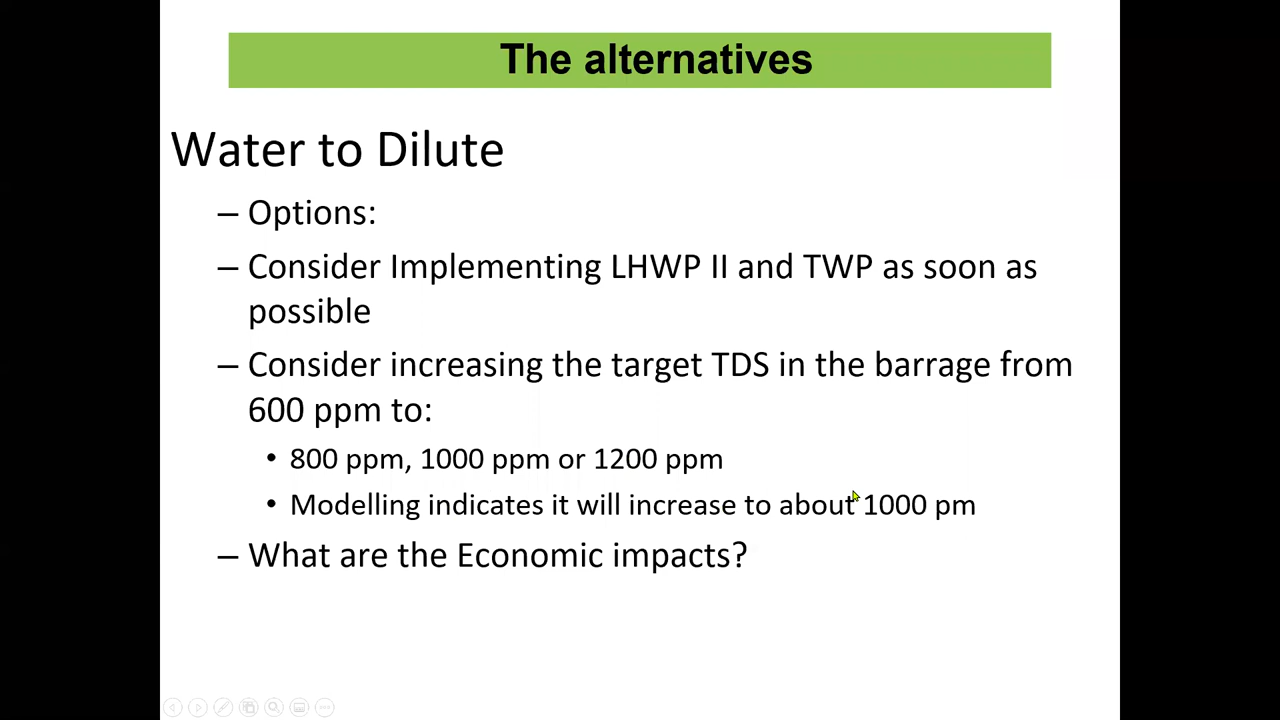 The alternatives
Water to Dilute
– Options:
– Consider Implementing LHWP II and TWP as soon as
possible
– Consider increasing the target TDS in the barrage from
600 ppm to:
• 800 ppm, 1000 ppm or 1200 ppm
• Modelling indicates it will increase to about 1000 pm
– What are the Economic impacts?